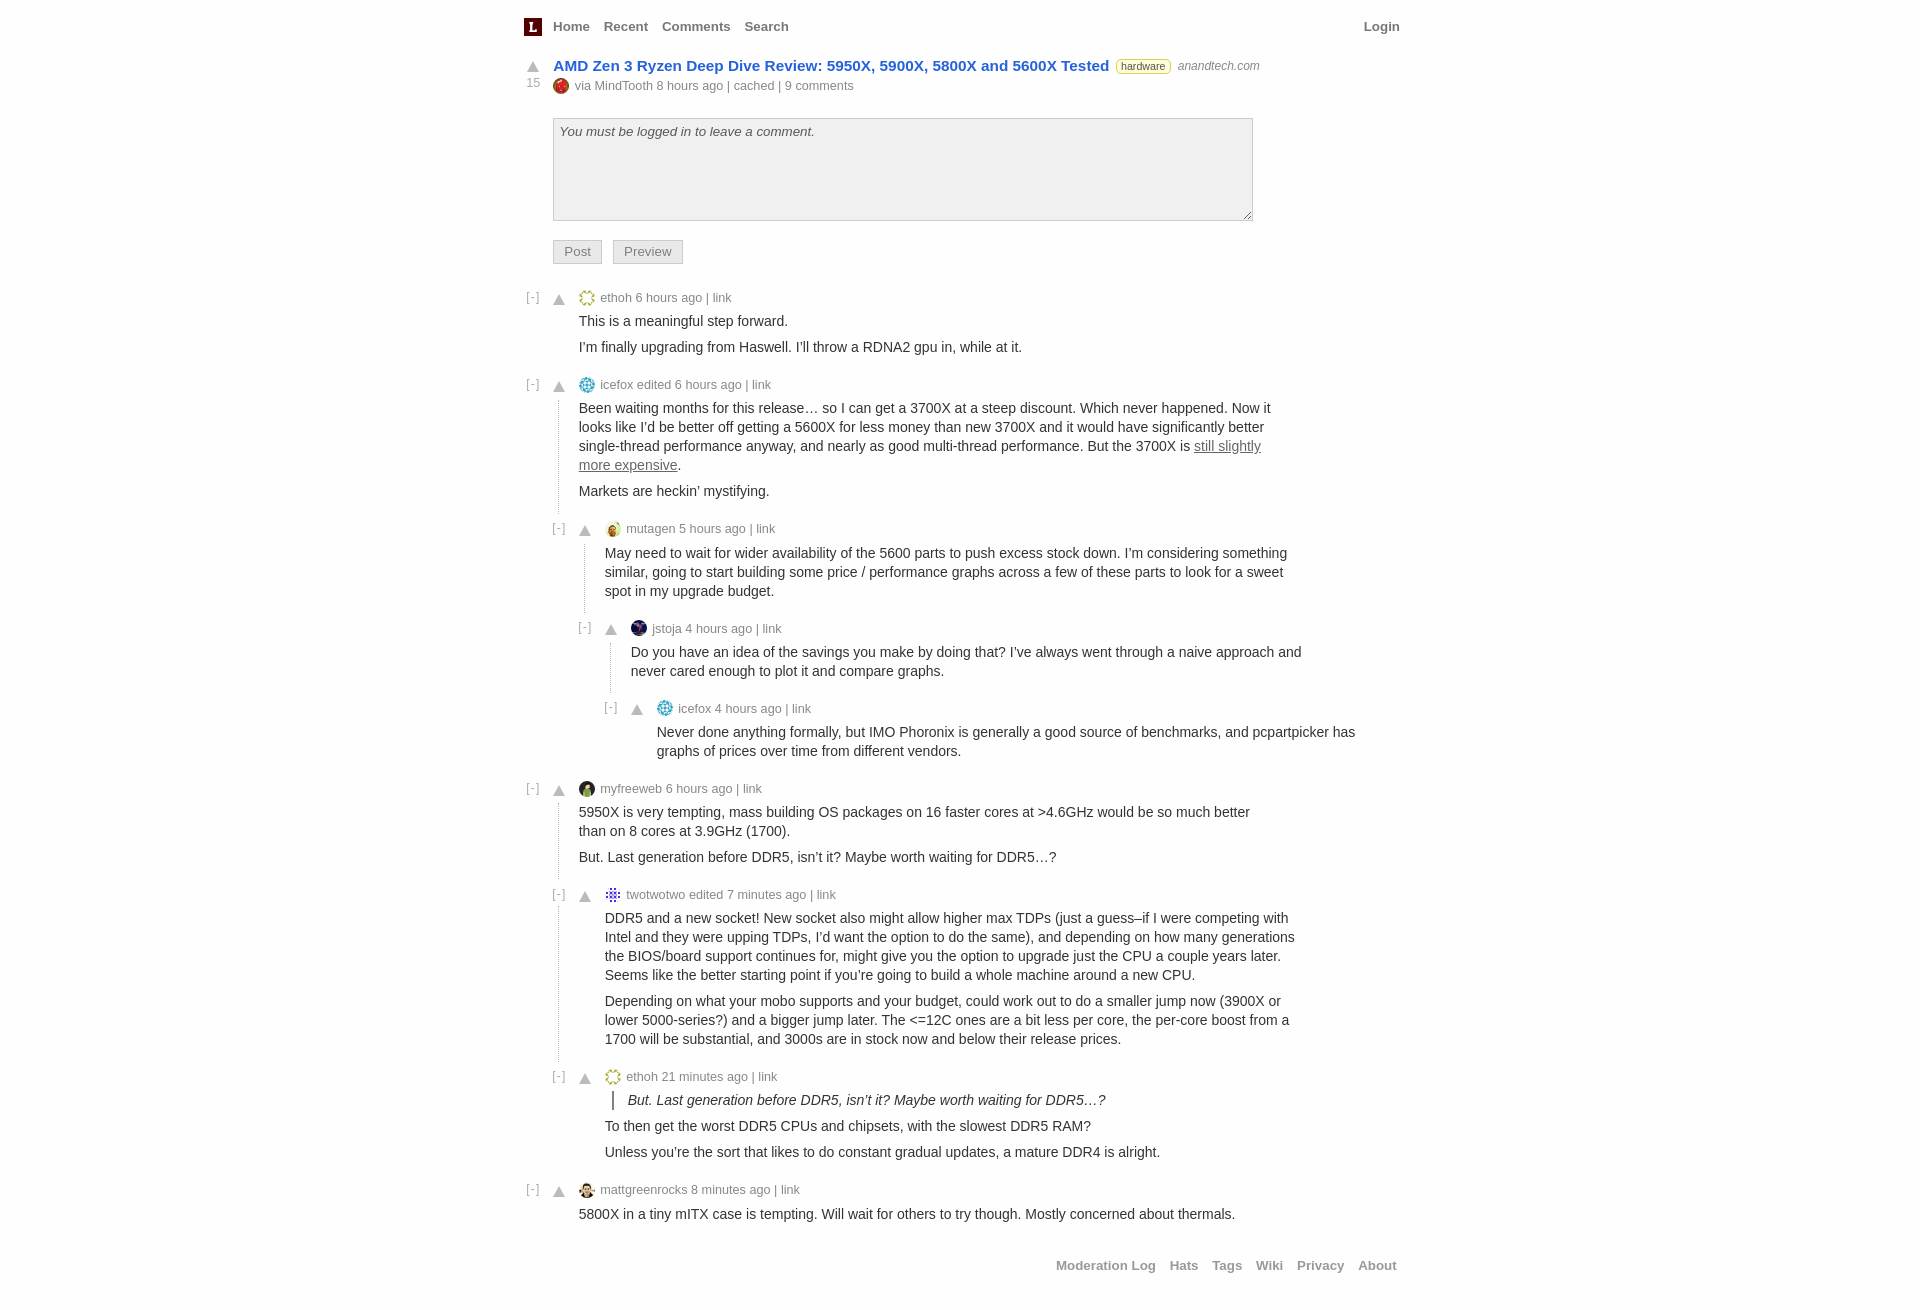 L Home Recent Comments Search Login
AMD Zen 3 Ryzen Deep Dive Review: 5950X, 5900X, 5800X and 5600X Tested hardware anandtech.com
15 via MindTooth 8 hours ago | cached | 9 comments
You must be logged in to leave a comment.
Post Preview
[-] ethoh 6 hours ago | link
This is a meaningful step forward.
I’m finally upgrading from Haswell. I’ll throw a RDNA2 gpu in, while at it.
[-] icefox edited 6 hours ago | link
Been waiting months for this release… so I can get a 3700X at a steep discount. Which never happened. Now it
looks like I’d be better off getting a 5600X for less money than new 3700X and it would have significantly better
single-thread performance anyway, and nearly as good multi-thread performance. But the 3700X is still slightly
more expensive.
Markets are heckin’ mystifying.
[-] mutagen 5 hours ago | link
May need to wait for wider availability of the 5600 parts to push excess stock down. I’m considering something
similar, going to start building some price / performance graphs across a few of these parts to look for a sweet
spot in my upgrade budget.
[-] jstoja 4 hours ago | link
Do you have an idea of the savings you make by doing that? I’ve always went through a naive approach and
never cared enough to plot it and compare graphs.
[-] icefox 4 hours ago | link
Never done anything formally, but IMO Phoronix is generally a good source of benchmarks, and pcpartpicker has
graphs of prices over time from different vendors.
[-] myfreeweb 6 hours ago | link
5950X is very tempting, mass building OS packages on 16 faster cores at >4.6GHz would be so much better
than on 8 cores at 3.9GHz (1700).
But. Last generation before DDR5, isn’t it? Maybe worth waiting for DDR5…?
[-] twotwotwo edited 7 minutes ago | link
DDR5 and a new socket! New socket also might allow higher max TDPs (just a guess–if I were competing with
Intel and they were upping TDPs, I’d want the option to do the same), and depending on how many generations
the BIOS/board support continues for, might give you the option to upgrade just the CPU a couple years later.
Seems like the better starting point if you’re going to build a whole machine around a new CPU.
Depending on what your mobo supports and your budget, could work out to do a smaller jump now (3900X or
lower 5000-series?) and a bigger jump later. The <=12C ones are a bit less per core, the per-core boost from a
1700 will be substantial, and 3000s are in stock now and below their release prices.
[-] ethoh 21 minutes ago | link
But. Last generation before DDR5, isn’t it? Maybe worth waiting for DDR5…?
To then get the worst DDR5 CPUs and chipsets, with the slowest DDR5 RAM?
Unless you’re the sort that likes to do constant gradual updates, a mature DDR4 is alright.
[-] mattgreenrocks 8 minutes ago | link
5800X in a tiny mITX case is tempting. Will wait for others to try though. Mostly concerned about thermals.
Moderation Log Hats Tags Wiki Privacy About